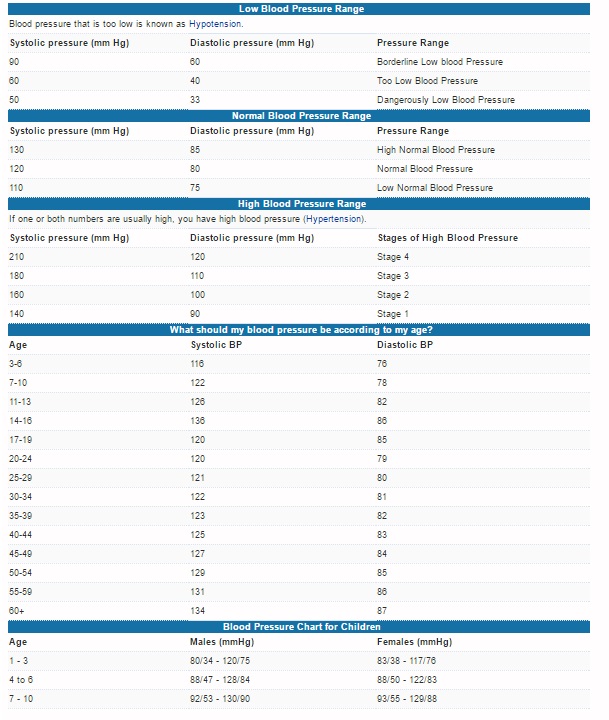 Low Blood Pressure Range
Blood pressure that is too low is known as Hypotension.
Systolic pressure (mm Hg) Diastolic pressure (mm Hg) Pressure Range
90 60 Borderline Low blood Pressure
60 40 Too Low Blood Pressure
50 33 Dangerously Low Blood Pressure
Normal Blood Pressure Range
Systolic pressure (mm Hg) Diastolic pressure (mm Hg) Pressure Range
130 85 High Normal Blood Pressure
120 80 Normal Blood Pressure
110 75 Low Normal Blood Pressure
High Blood Pressure Range
If one or both numbers are usually high, you have high blood pressure (Hypertension).
Systolic pressure (mm Hg) Diastolic pressure (mm Hg) Stages of High Blood Pressure
210 120 Stage 4
180 110 Stage 3
160 100 Stage 2
140 90 Stage 1
What should my blood pressure be according to my age?
Age Systolic BP Diastolic BP
3-6 116 76
7-10 122 78
11-13 126 82
14-16 136 86
17-19 120 85
20-24 120 79
25-29 121 80
30-34 122 81
35-39 123 82
40-44 125 83
45-49 127 84
50-54 129 85
55-59 131 86
60+ 134 87
Blood Pressure Chart for Children
Age Males (mmHg) Females (mmHg)
1 - 3 80/34 - 120/75 83/38 - 117/76
4 to 6 88/47 - 128/84 88/50 - 122/83
7 - 10 92/53 - 130/90 93/55 - 129/88